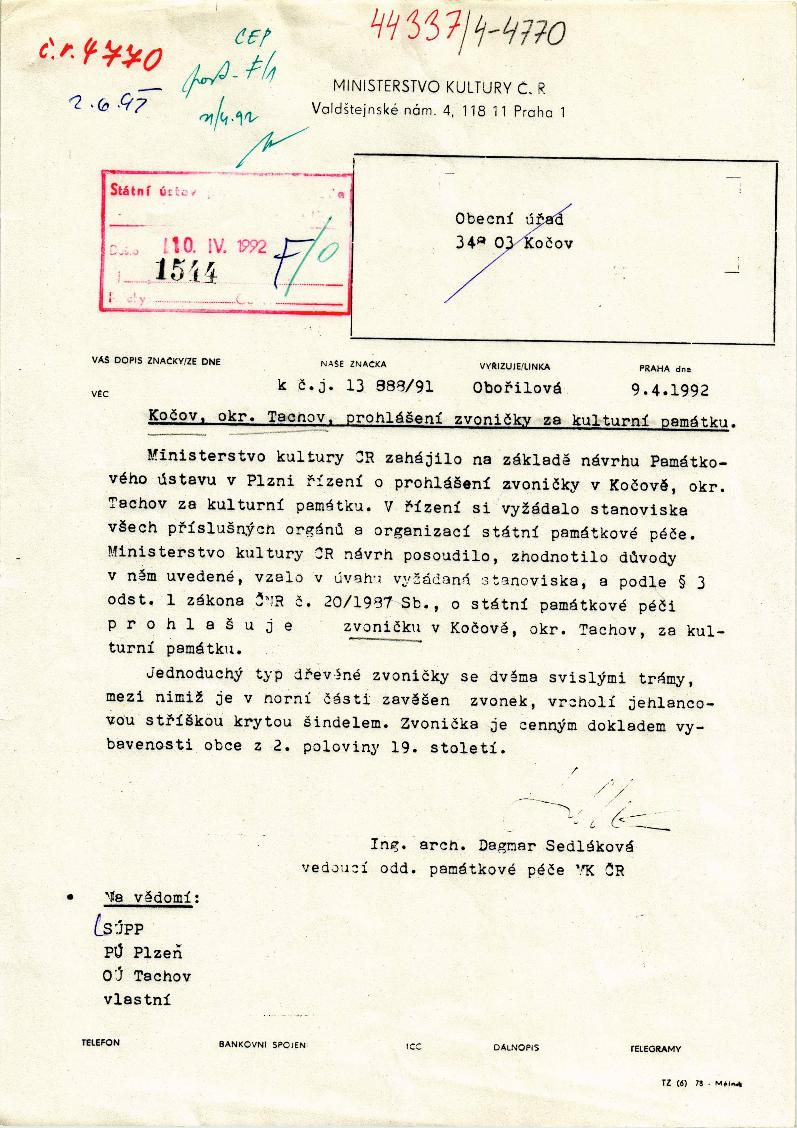 44337/4-4770
č.r. 4770
CEP
2.6.97
MINISTERSTVO KULTURY Č. R
Valdštejnské nám. 4, 118 11 Praha 1
Státní ústav
Došlo 10. IV. 1992
1544
F/0
Obecní úřad
34 03 Kočov
VÁŠ DOPIS ZNAČKY/ZE DNE
NAŠE ZNAČKA
VYŘIZUJE/LINKA
PRAHA dne
k č.j. 13 888/91
Obořilová
9.4.1992
VĚC
Kočov, okr. Tachov, prohlášení zvoničky za kulturní památku.
Ministerstvo kultury ČR zahájilo na základě návrhu Památko-
vého ústavu v Plzni řízení o prohlášení zvoničky v Kočově, okr.
Tachov za kulturní památku. V řízení si vyžádalo stanoviska
všech příslušných orgánů a organizací státní památkové péče.
Ministerstvo kultury ČR návrh posoudilo, zhodnotilo důvody
v něm uvedené, vzalo v úvahu vyžádaná stanoviska, a podle § 3
odst. 1 zákona ČNR č. 20/1987 Sb., o státní památkové péči
p r o h l a š u j e zvoničku v Kočově, okr. Tachov, za kul-
turní památku.
Jednoduchý typ dřevěné zvoničky se dvěma svislými trámy,
mezi nimiž je v horní části zavěšen zvonek, vrcholí jehlanco-
vou stříškou krytou šindelem. Zvonička je cenným dokladem vy-
bavenosti obce z 2. poloviny 19. století.
Ing. arch. Dagmar Sedláková
vedoucí odd. památkové péče MK ČR
Na vědomí:
SÚPP
PÚ Plzeň
OÚ Tachov
vlastní
TELEFON
BANKOVNÍ SPOJENÍ
ICC
DÁLNOPIS
TELEGRAMY
TZ (6) 78 - Mělník